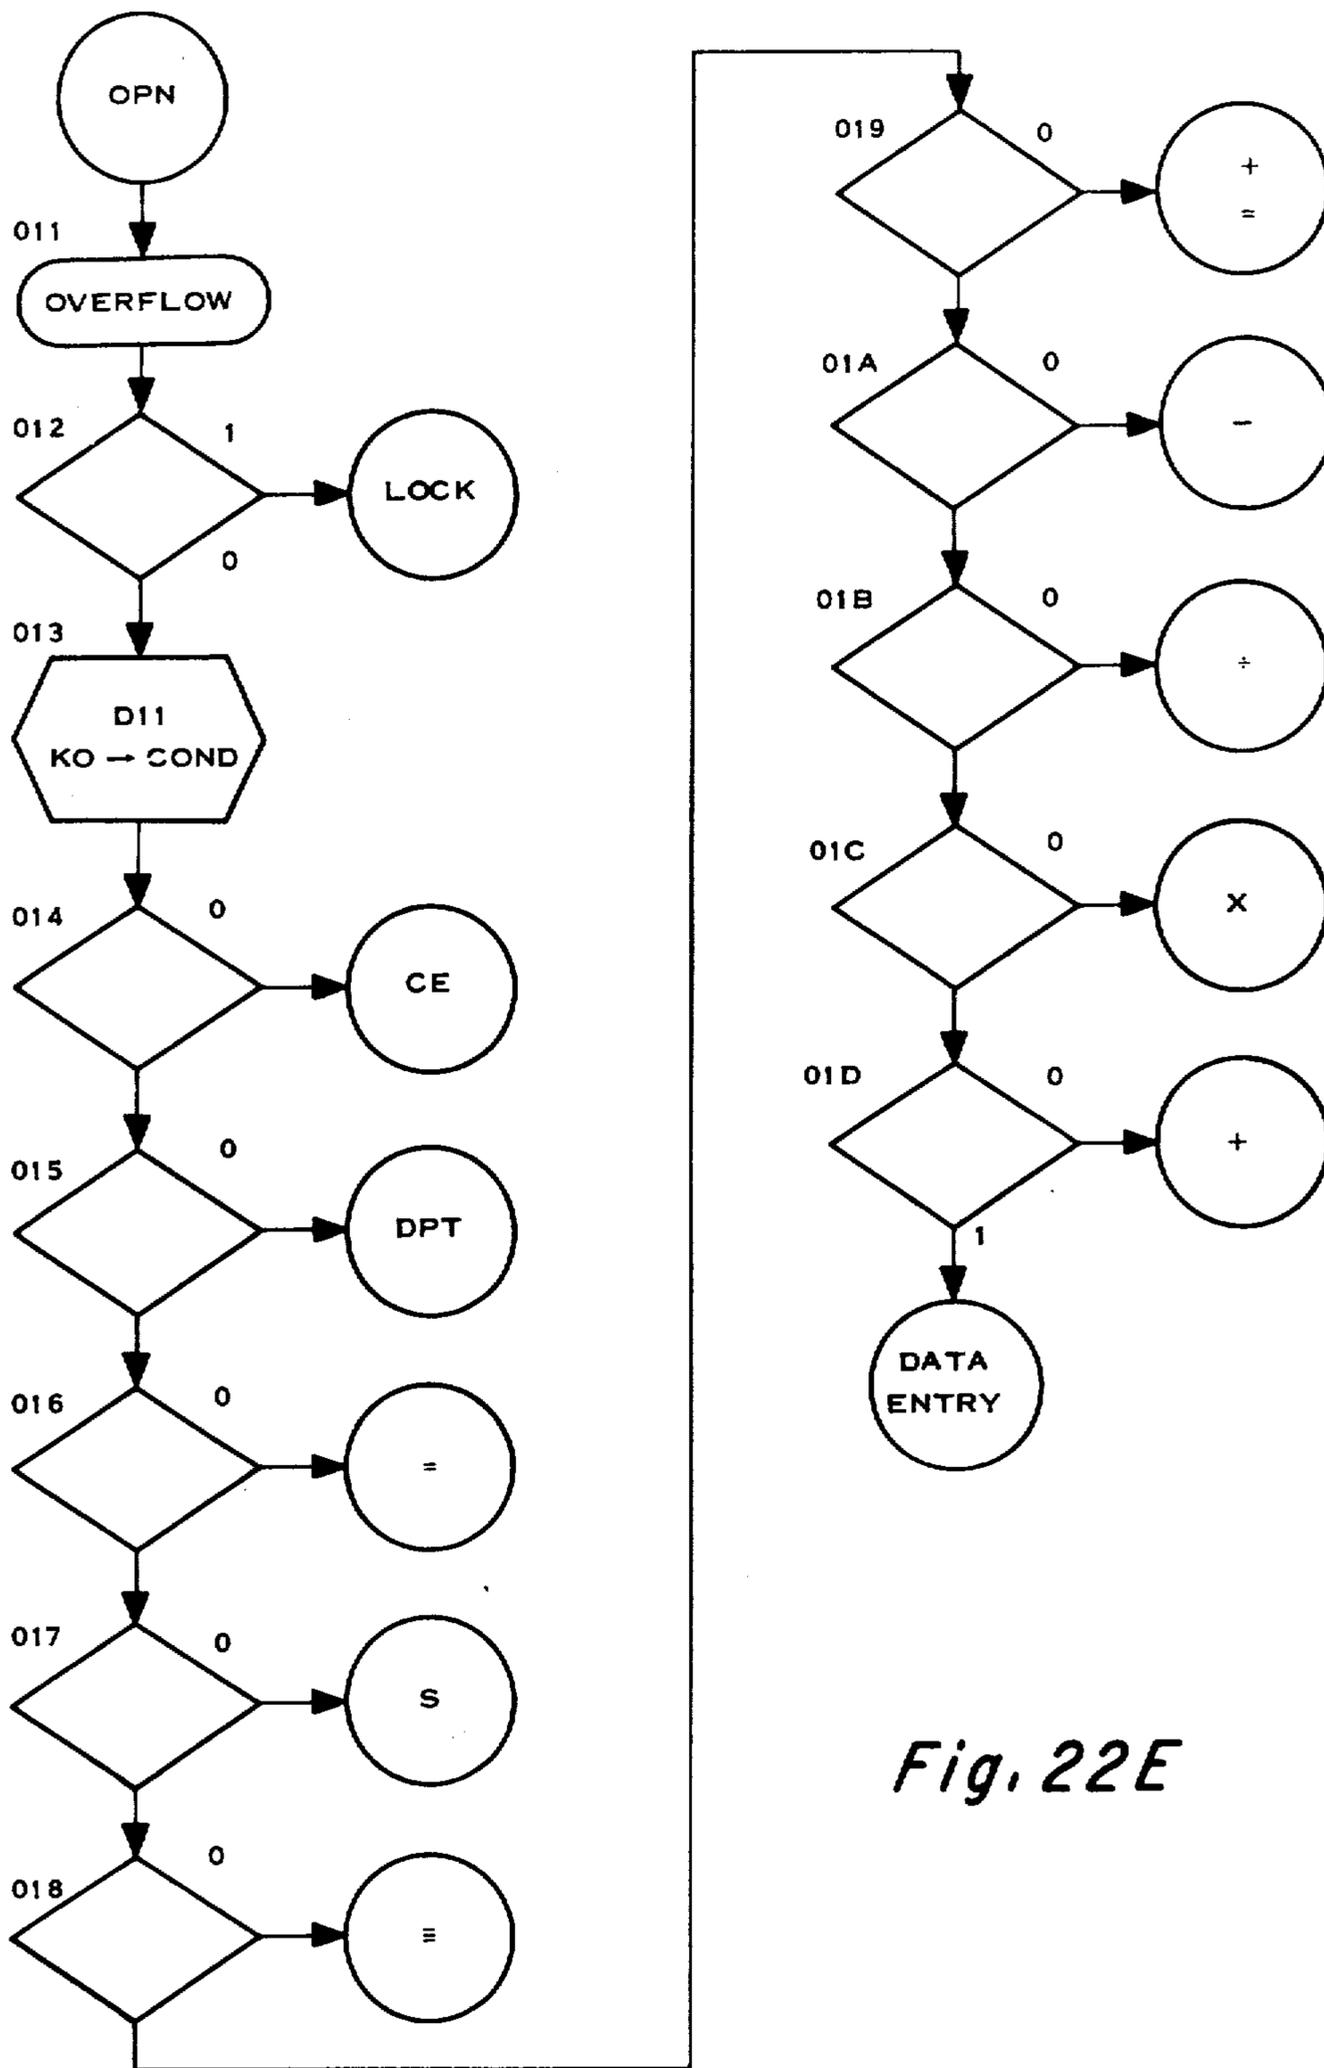 OPN
011
OVERFLOW
012
1
LOCK
0
013
D11
KO → COND
014
0
CE
015
0
DPT
016
0
=
017
0
S
018
0
≡
019
0
+
=
01A
0
−
01B
0
÷
01C
0
X
01D
0
+
1
DATA
ENTRY
Fig. 22E